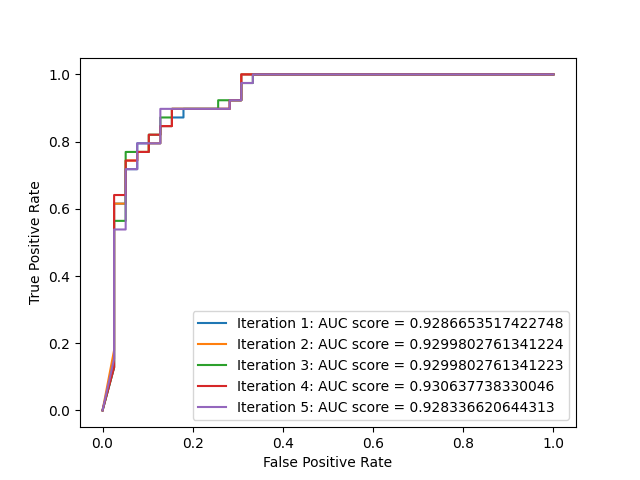 1.0
0.8
0.6
0.4
0.2
0.0
True Positive Rate
Iteration 1: AUC score = 0.9286653517422748
Iteration 2: AUC score = 0.9299802761341224
Iteration 3: AUC score = 0.9299802761341223
Iteration 4: AUC score = 0.930637738330046
Iteration 5: AUC score = 0.928336620644313
0.0 0.2 0.4 0.6 0.8 1.0
False Positive Rate